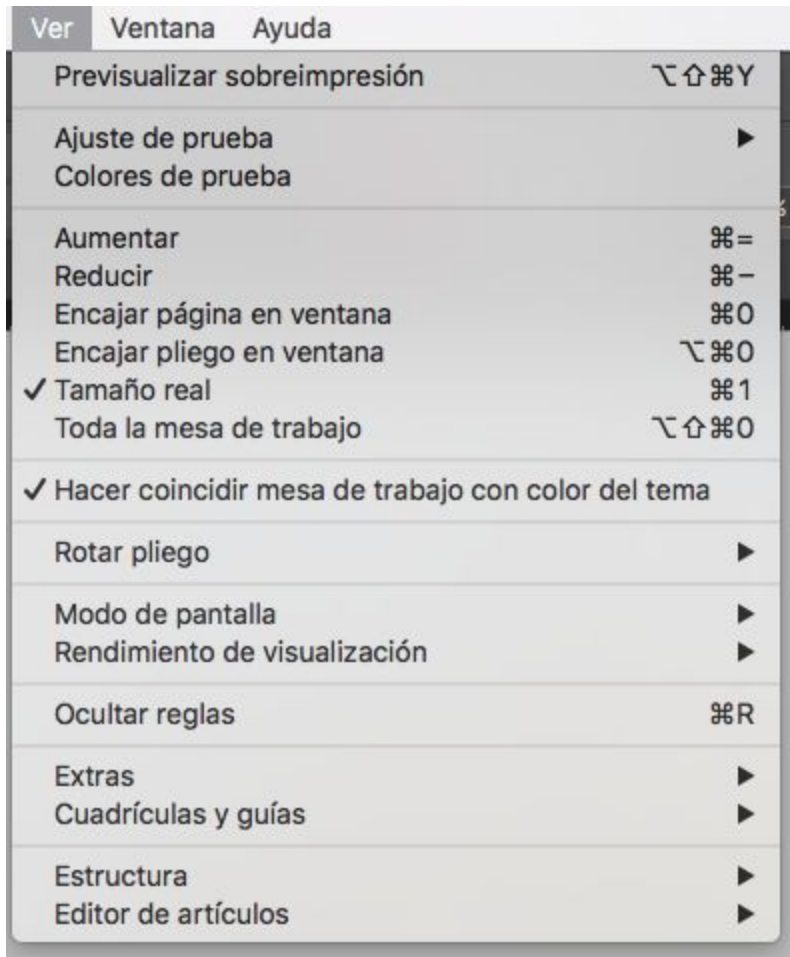 Ver Ventana Ayuda
Previsualizar sobreimpresión ⌥⇧⌘Y
Ajuste de prueba ▶
Colores de prueba
Aumentar ⌘=
Reducir ⌘−
Encajar página en ventana ⌘0
Encajar pliego en ventana ⌥⌘0
✓ Tamaño real ⌘1
Toda la mesa de trabajo ⌥⇧⌘0
✓ Hacer coincidir mesa de trabajo con color del tema
Rotar pliego ▶
Modo de pantalla ▶
Rendimiento de visualización ▶
Ocultar reglas ⌘R
Extras ▶
Cuadrículas y guías ▶
Estructura ▶
Editor de artículos ▶